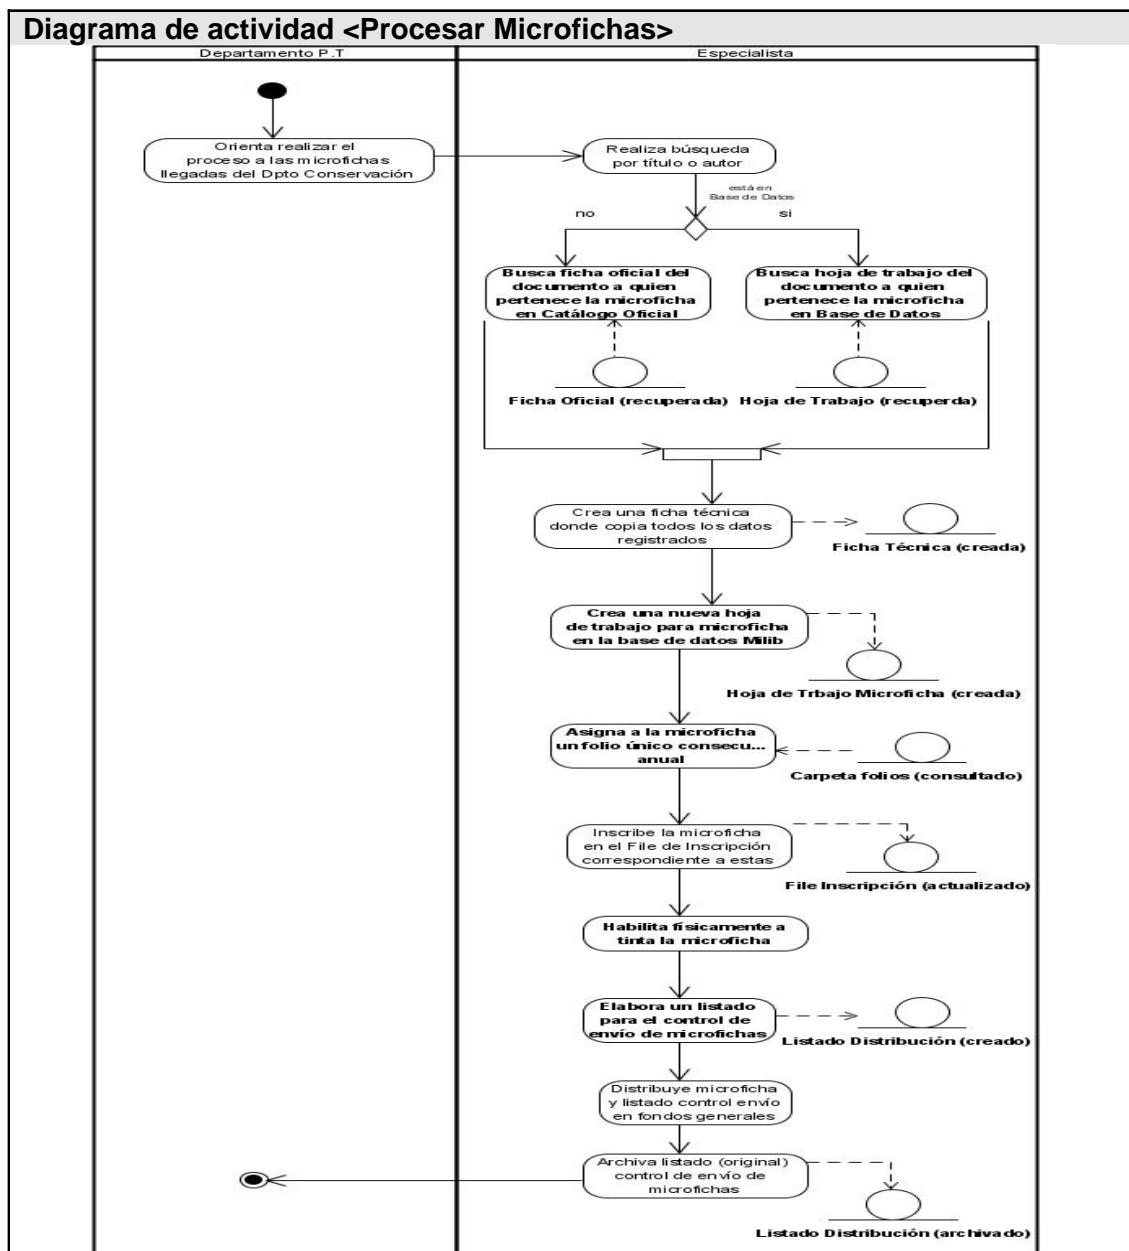 Diagrama de actividad <Procesar Microfichas>
Departamento P.T
Especialista
Orienta realizar el
proceso a las microfichas
llegadas del Dpto Conservación
Realiza búsqueda
por título o autor
está en
Base de Datos
no
si
Busca ficha oficial del
documento a quien
pertenece la microficha
en Catálogo Oficial
Busca hoja de trabajo del
documento a quien
pertenece la microfiha
en Base de Datos
Ficha Oficial (recuperada)
Hoja de Trabajo (recuperda)
Crea una ficha técnica
donde copia todos los datos
registrados
Ficha Técnica (creada)
Crea una nueva hoja
de trabajo para microficha
en la base de datos Milib
Hoja de Trbajo Microficha (creada)
Asigna a la microficha
un folio único consecu...
anual
Carpeta folios (consultado)
Inscribe la microficha
en el File de Inscripción
correspondiente a estas
File Inscripción (actualizado)
Habilita físicamente a
tinta la microficha
Elabora un listado
para el control de
envío de microfichas
Listado Distribución (creado)
Distribuye microficha
y listado control envío
en fondos generales
Archiva listado (original)
control de envío de
microfichas
Listado Distribución (archivado)